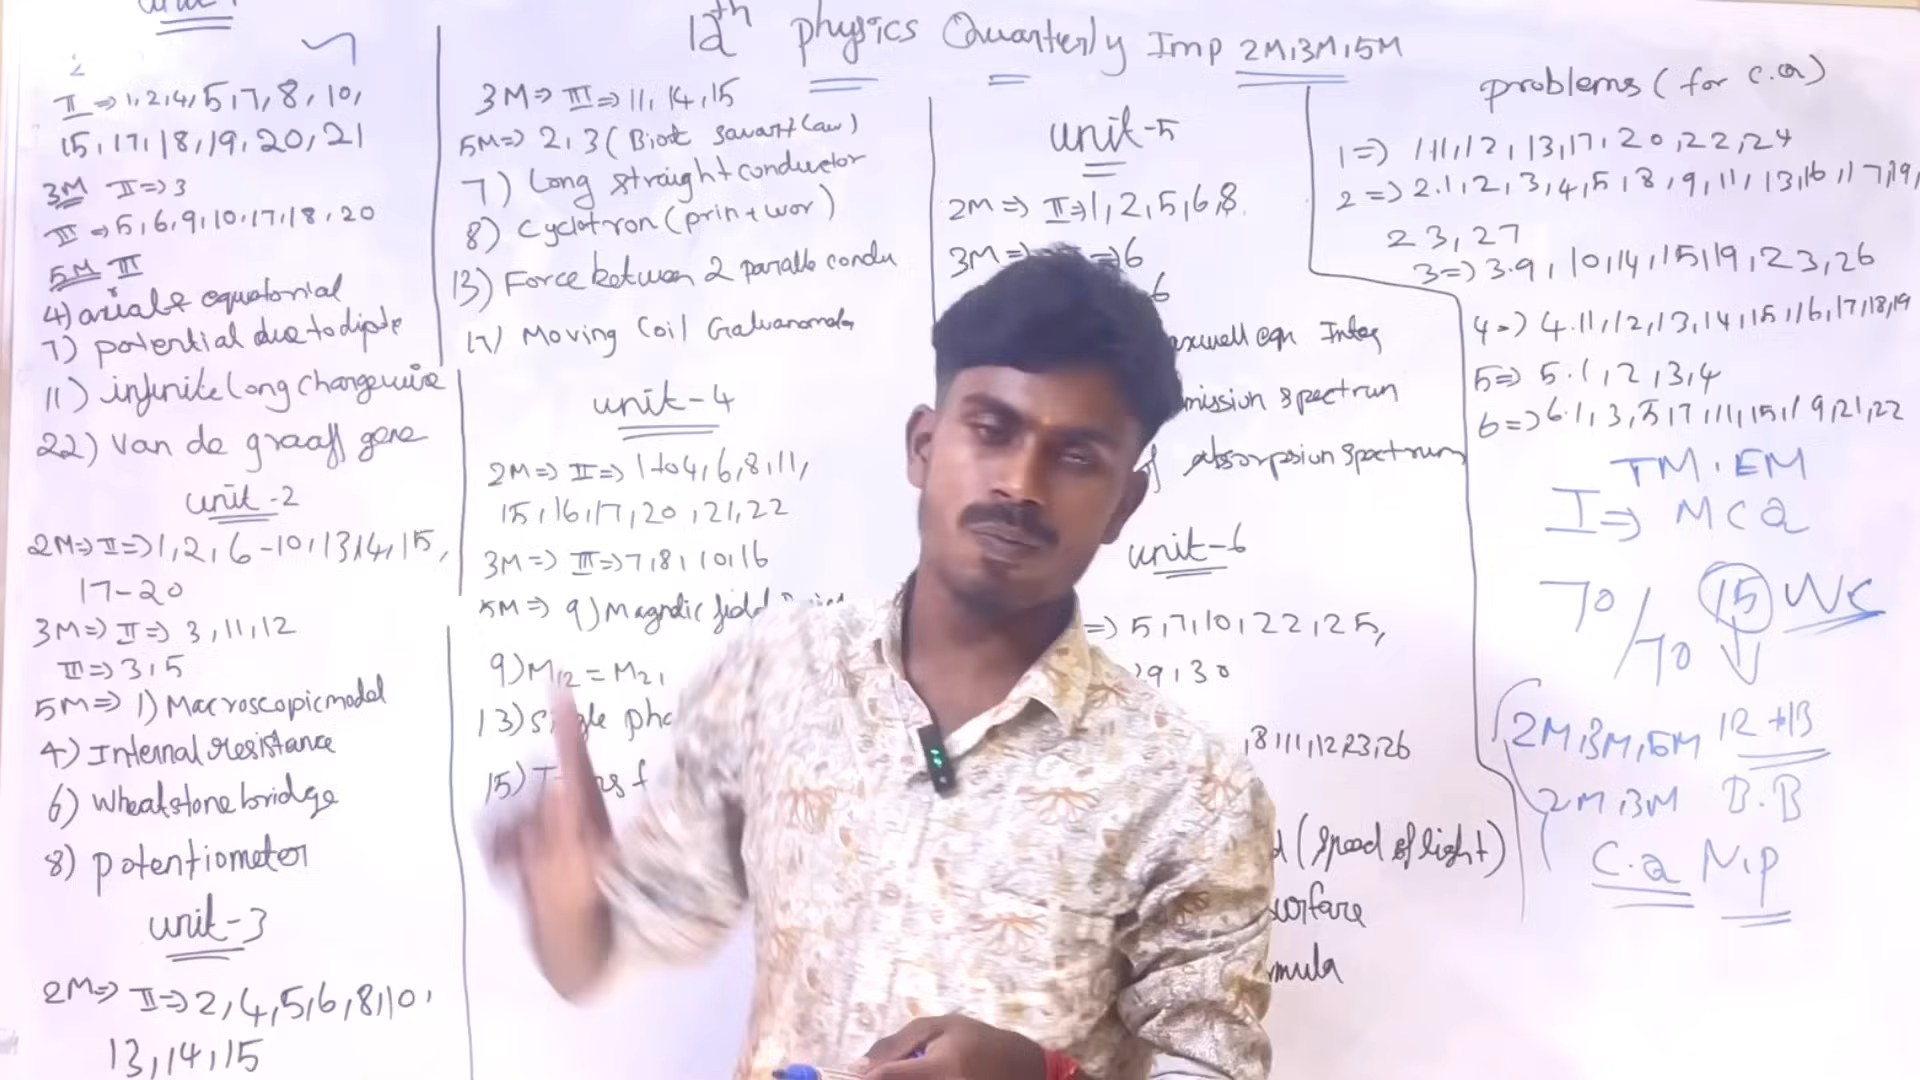 unit-1
12th physics Quarterly Imp 2M,3M,5M
II => 1,2,4,5,7,8,10,
15,17,18,19,20,21
3M II => 3
III => 5,6,9,10,17,18,20
5M III
4) axial & equatorial
7) potential due to dipole
11) infinite long charge wire
22) van de graaff gene
unit-2
2M => II => 1,2,6-10,13,14,15,
17-20
3M => II => 3,11,12
III => 3,5
5M => 1) Macroscopic model
4) Internal resistance
6) Wheatstone bridge
8) potentiometer
unit-3
2M => II => 2,4,5,6,8,10,
13,14,15
3M => III => 11,14,15
5M => 2,3 (Biot savart law)
7) Long straight conductor
8) Cyclotron (prin + wor)
13) Force between 2 paralle condu
17) Moving Coil Galvanomete
unit-4
2M => II => 1 to 4,6,8,11,
15,16,17,20,21,22
3M => III => 7,8,10,16
5M => 9) Magnetic field
9) M12 = M21
13) single pha
15)
unit-5
2M => II => 1,2,5,6,8
3M => => 6
6
axwell eqn Integ
mission spectrum
absorpsion spectrum
unit-6
=> 5,7,10,22,25,
29,30
,8,11,12,23,26
d (speed of light)
surface
mula
problems (for c.q)
1 => 1.11,12,13,17,20,22,24
2 => 2.1,2,3,4,5,8,9,11,13,16,17,19,
23,27
3 => 3.9,10,14,15,19,23,26
4 => 4.11,12,13,14,15,16,17,18,19
5 => 5.1,2,3,4
6 => 6.1,3,5,7,11,15,19,21,22
TM, EM
I => MCQ
70/70 15 WS
2M,3M,5M 12+13
2M,3M B.B
C.Q N.P